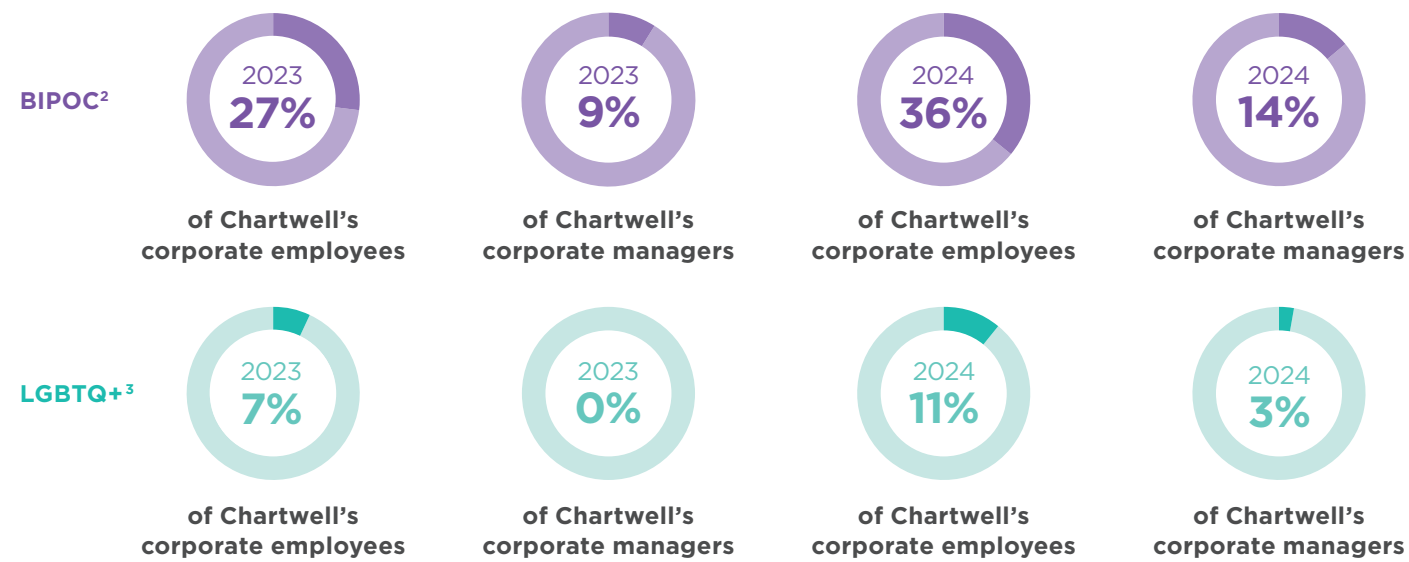 BIPOC²
2023
27%
of Chartwell’s
corporate employees
2023
9%
of Chartwell’s
corporate managers
2024
36%
of Chartwell’s
corporate employees
2024
14%
of Chartwell’s
corporate managers
LGBTQ+³
2023
7%
of Chartwell’s
corporate employees
2023
0%
of Chartwell’s
corporate managers
2024
11%
of Chartwell’s
corporate employees
2024
3%
of Chartwell’s
corporate managers